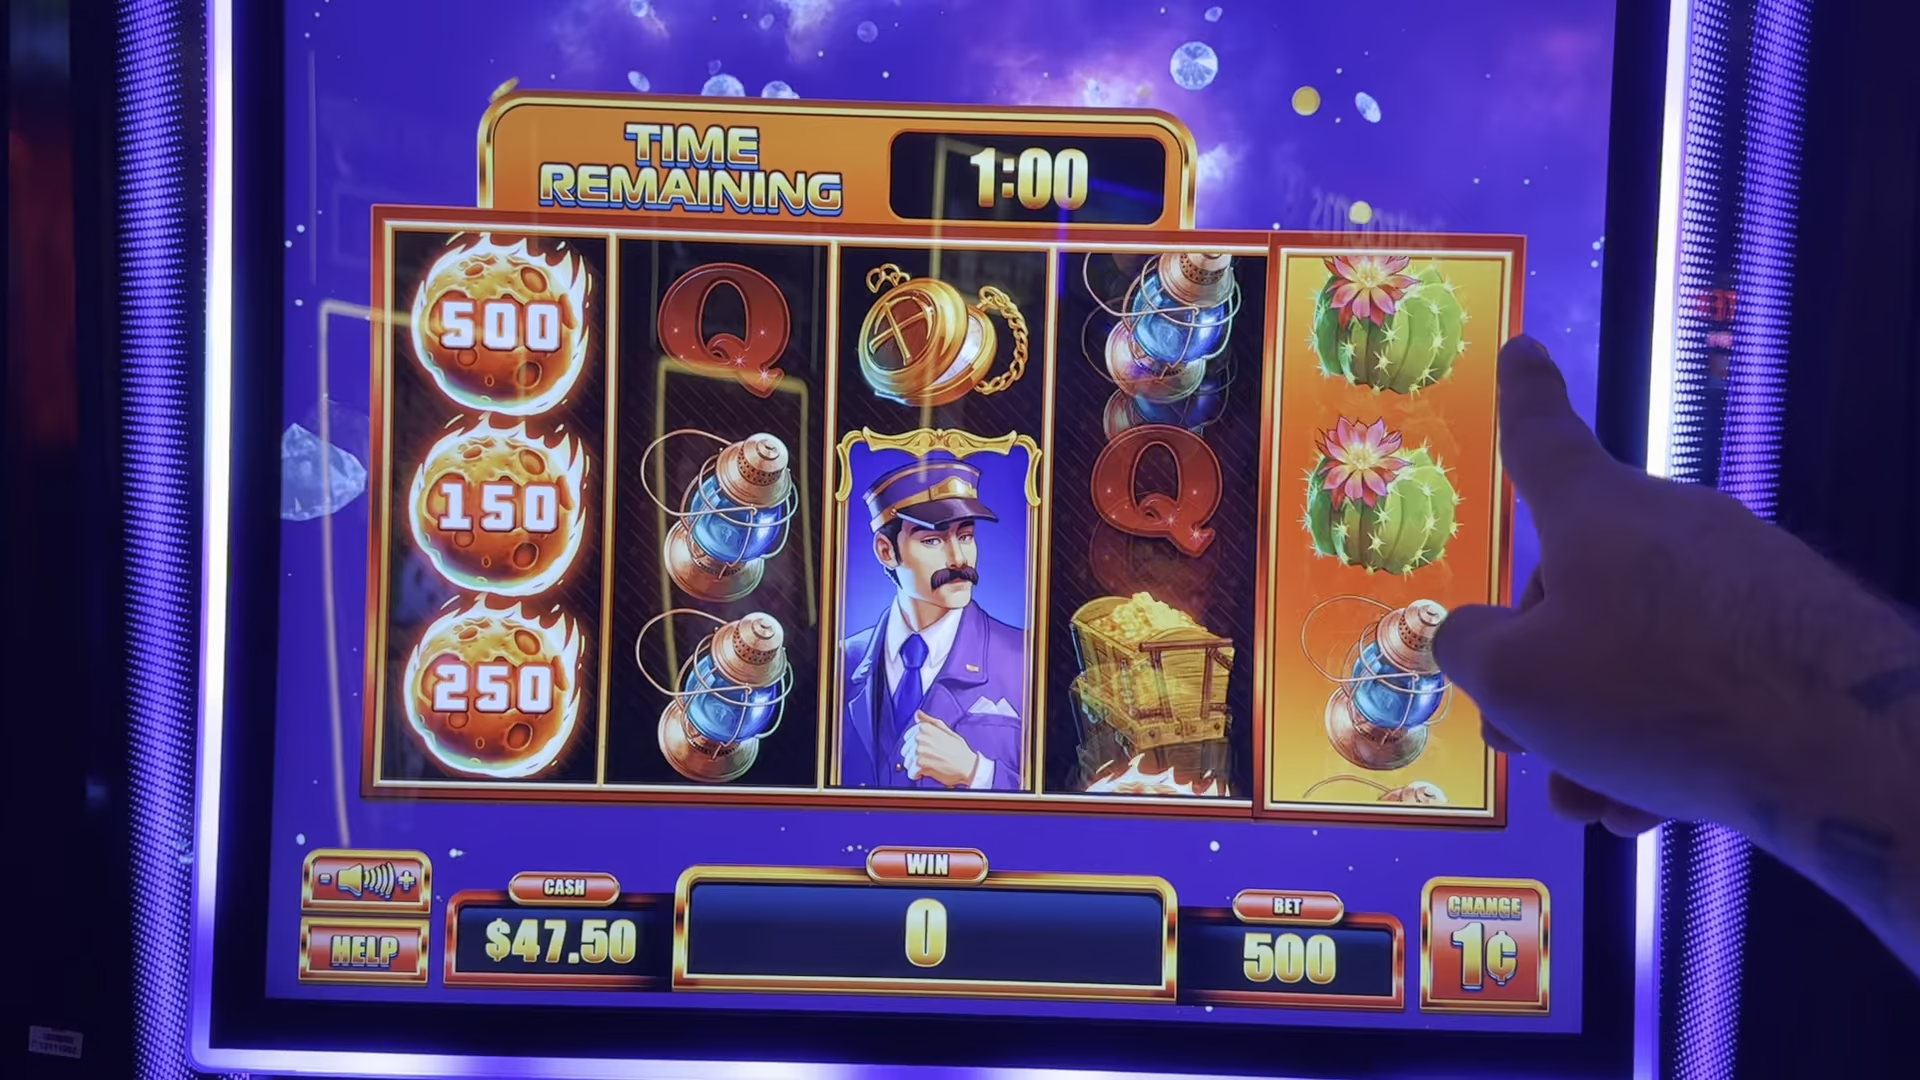 TIME
REMAINING
1:00
500
Q
150
Q
250
- +
HELP
CASH
$47.50
WIN
0
BET
500
CHANGE
1¢